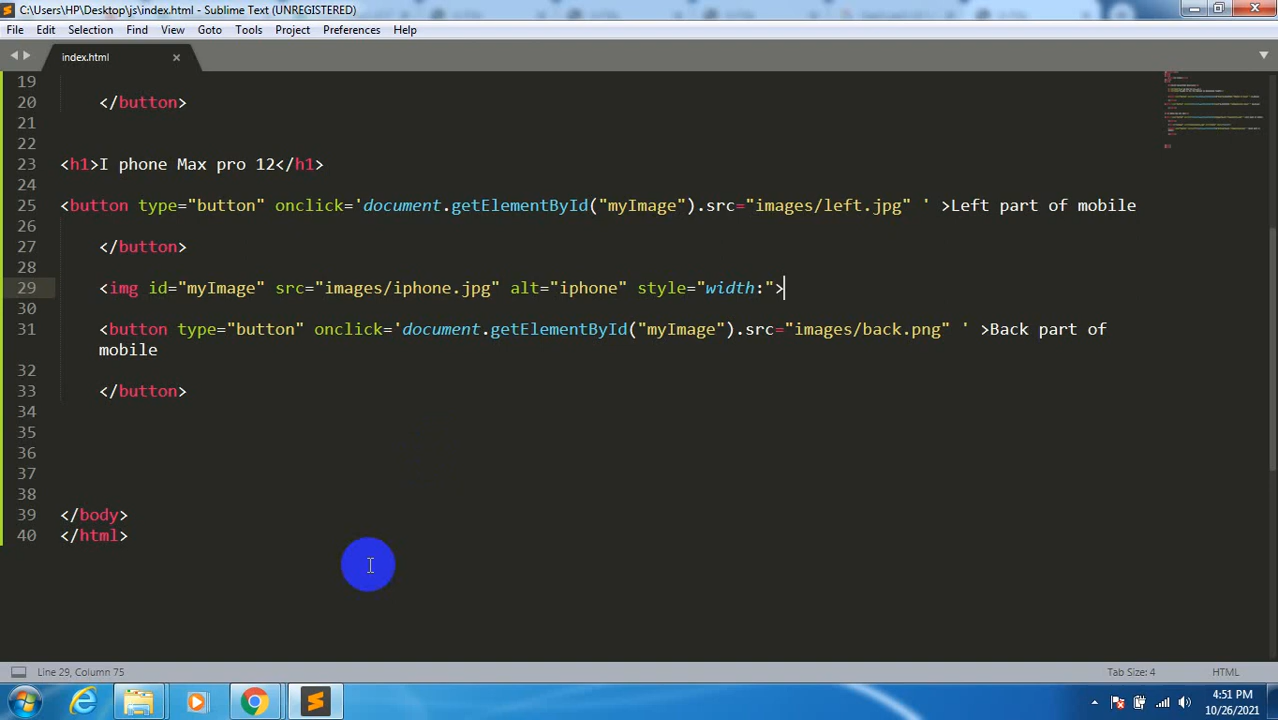 C:\Users\HP\Desktop\js\index.html - Sublime Text (UNREGISTERED)
File Edit Selection Find View Goto Tools Project Preferences Help
index.html
19
20 </button>
21
22
23 <h1>I phone Max pro 12</h1>
24
25 <button type="button" onclick='document.getElementById("myImage").src="images/left.jpg" ' >Left part of mobile
26
27 </button>
28
29 <img id="myImage" src="images/iphone.jpg" alt="iphone" style="width:">
30
31 <button type="button" onclick='document.getElementById("myImage").src="images/back.png" ' >Back part of
mobile
32
33 </button>
34
35
36
37
38
39 </body>
40 </html>
Line 29, Column 75 Tab Size: 4 HTML
4:51 PM
10/26/2021